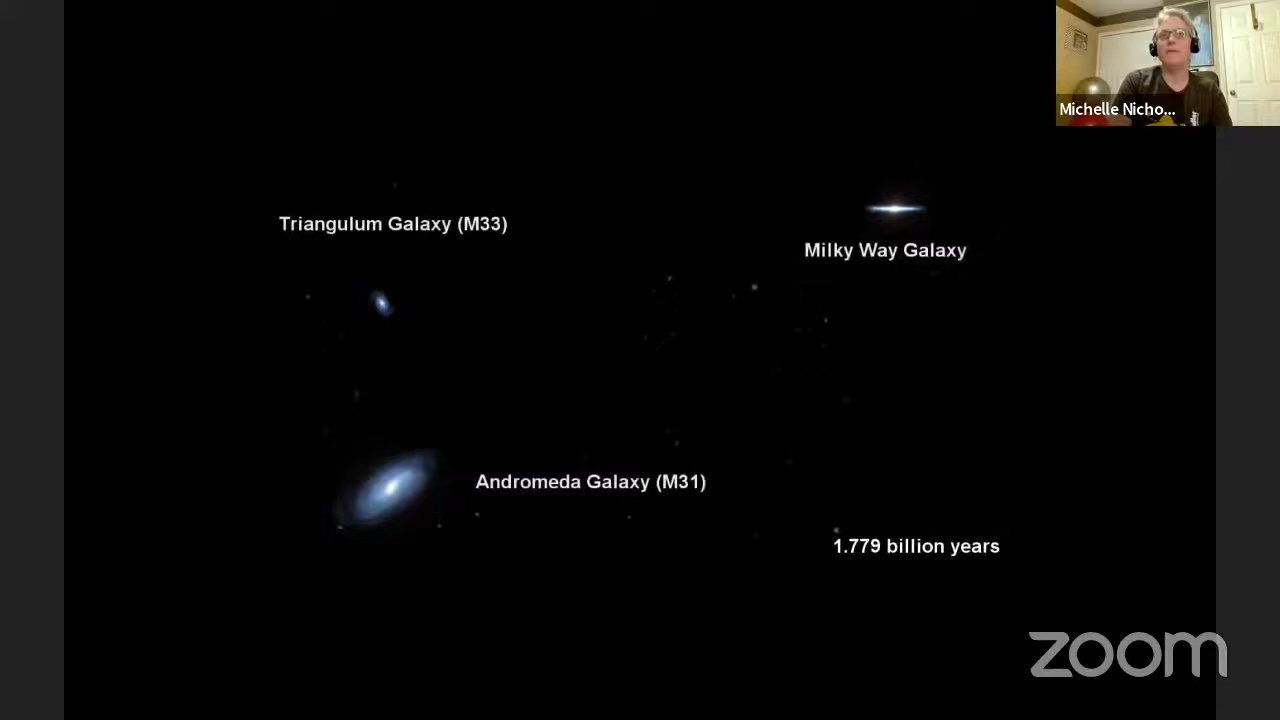 Michelle Nicho...
Triangulum Galaxy (M33)
Milky Way Galaxy
Andromeda Galaxy (M31)
1.779 billion years
zoom